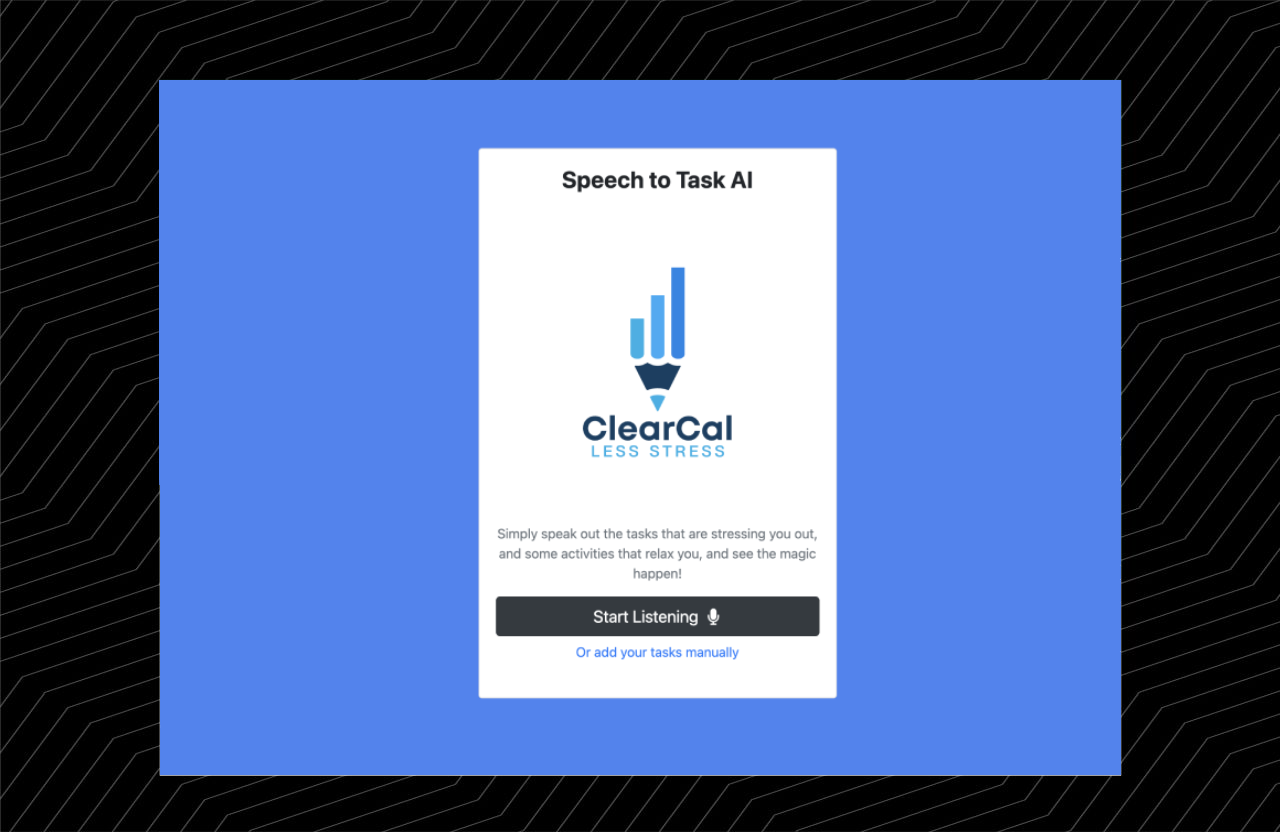 Speech to Task AI
ClearCal
LESS STRESS
Simply speak out the tasks that are stressing you out,
and some activities that relax you, and see the magic
happen!
Start Listening
Or add your tasks manually